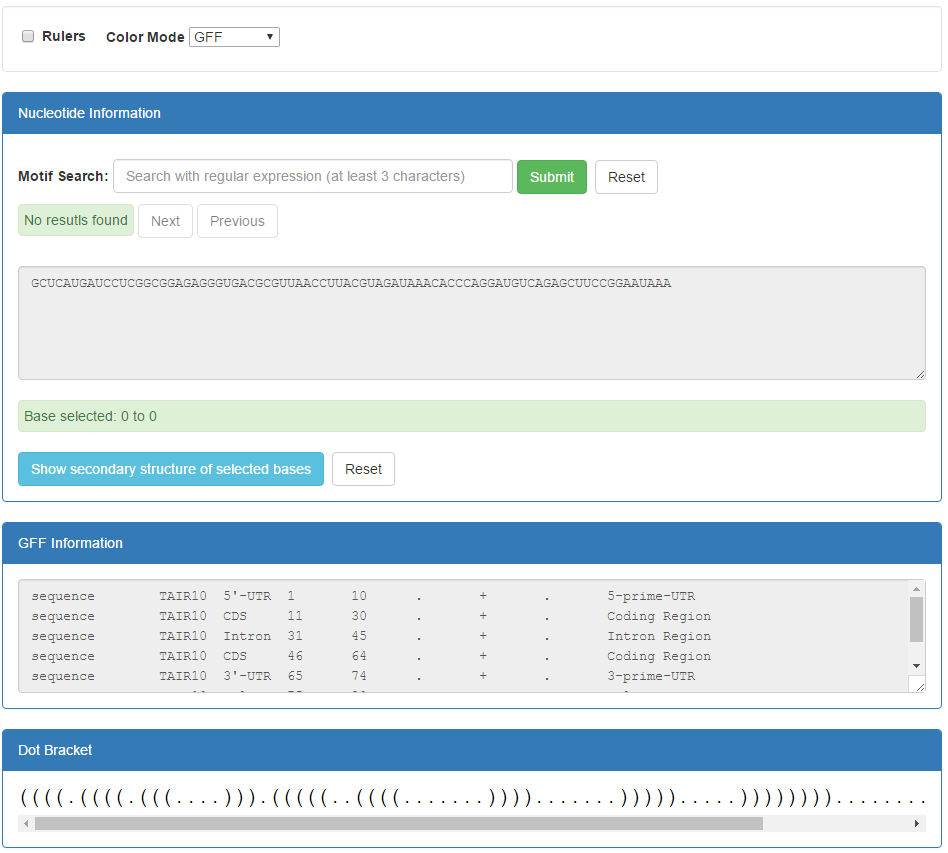 Rulers Color Mode GFF
Nucleotide Information
Motif Search: Search with regular expression (at least 3 characters) Submit Reset
No resutls found Next Previous
GCUCAUGAUCCUCGGCGGAGAGGGUGACGCGUUAACCUUACGUAGAUAAACACCCAGGAUGUCAGAGCUUCCGGAAUAAA
Base selected: 0 to 0
Show secondary structure of selected bases Reset
GFF Information
sequence TAIR10 5'-UTR 1 10 . + . 5-prime-UTR
sequence TAIR10 CDS 11 30 . + . Coding Region
sequence TAIR10 Intron 31 45 . + . Intron Region
sequence TAIR10 CDS 46 64 . + . Coding Region
sequence TAIR10 3'-UTR 65 74 . + . 3-prime-UTR
Dot Bracket
((((.((((.(((....))).(((((..((((.......)))).......))))).....))))))))........